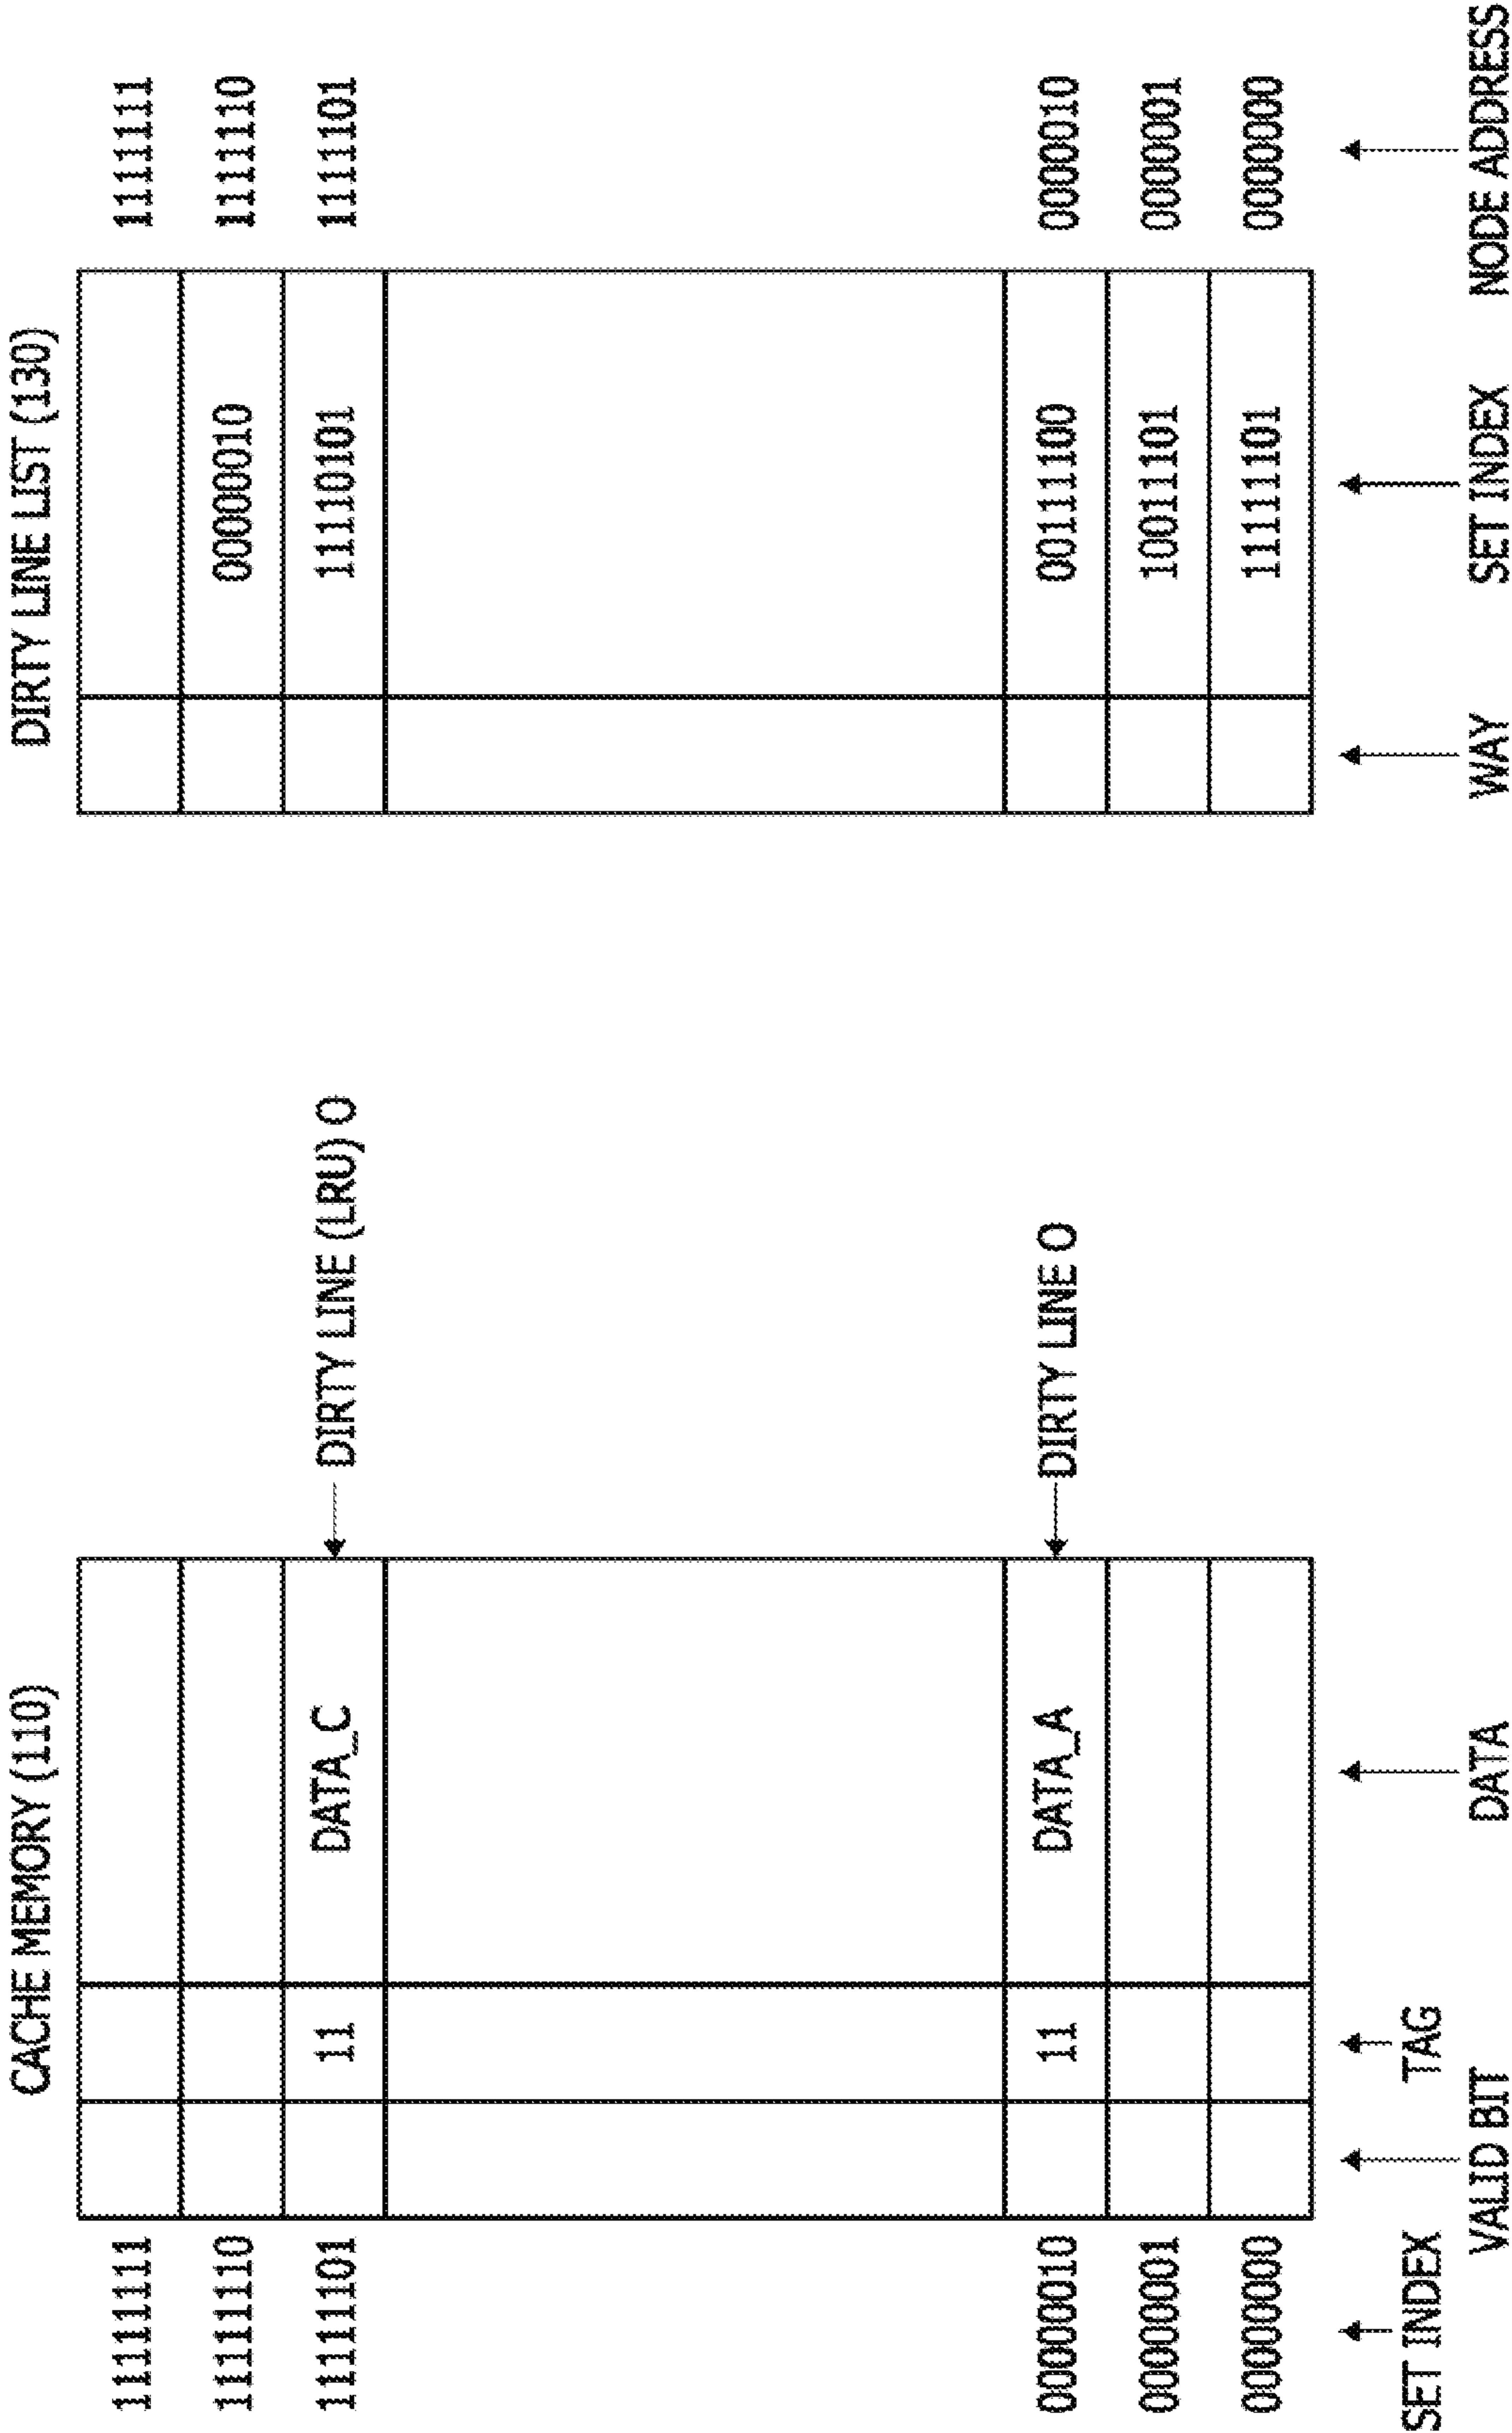 CACHE MEMORY (110) DIRTY LINE LIST (130)
11111111 1111111
11111110 00000010 1111110
11111101 11 DATA_C DIRTY LINE (LRU) O 11110101 1111101
00000010 11 DATA_A DIRTY LINE O 00111100 0000010
00000001 10011101 0000001
00000000 11111101 0000000
SET INDEX TAG
VALID BIT DATA WAY SET INDEX NODE ADDRESS